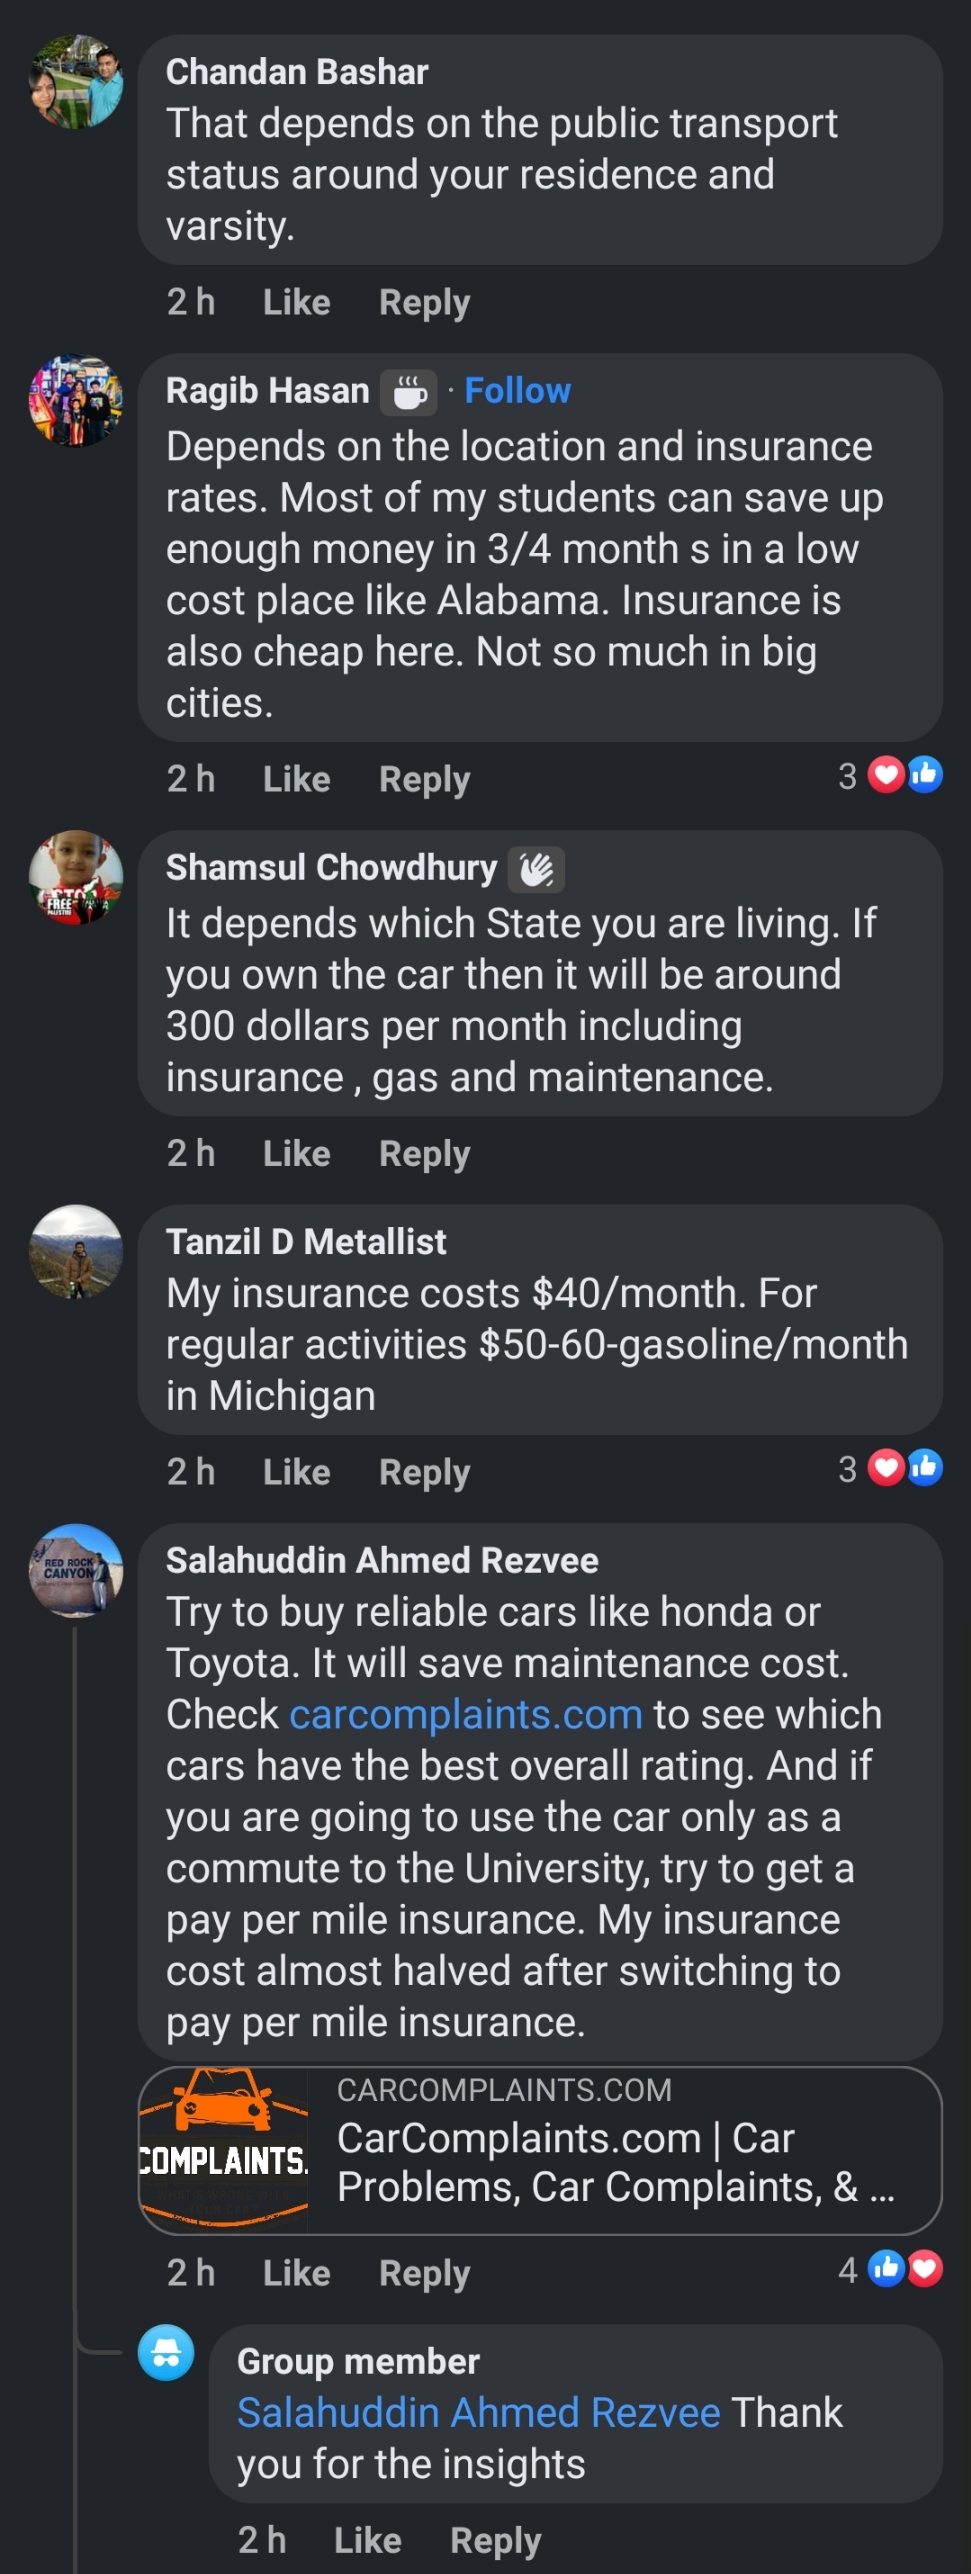 Chandan Bashar
That depends on the public transport
status around your residence and
varsity.
2 h Like Reply
Ragib Hasan · Follow
Depends on the location and insurance
rates. Most of my students can save up
enough money in 3/4 month s in a low
cost place like Alabama. Insurance is
also cheap here. Not so much in big
cities.
2 h Like Reply 3
Shamsul Chowdhury
FREE
PALESTINE
It depends which State you are living. If
you own the car then it will be around
300 dollars per month including
insurance , gas and maintenance.
2 h Like Reply
Tanzil D Metallist
My insurance costs $40/month. For
regular activities $50-60-gasoline/month
in Michigan
2 h Like Reply 3
RED ROCK
CANYON
Salahuddin Ahmed Rezvee
Try to buy reliable cars like honda or
Toyota. It will save maintenance cost.
Check carcomplaints.com to see which
cars have the best overall rating. And if
you are going to use the car only as a
commute to the University, try to get a
pay per mile insurance. My insurance
cost almost halved after switching to
pay per mile insurance.
COMPLAINTS.
CARCOMPLAINTS.COM
CarComplaints.com | Car
Problems, Car Complaints, & ...
2 h Like Reply 4
Group member
Salahuddin Ahmed Rezvee Thank
you for the insights
2 h Like Reply